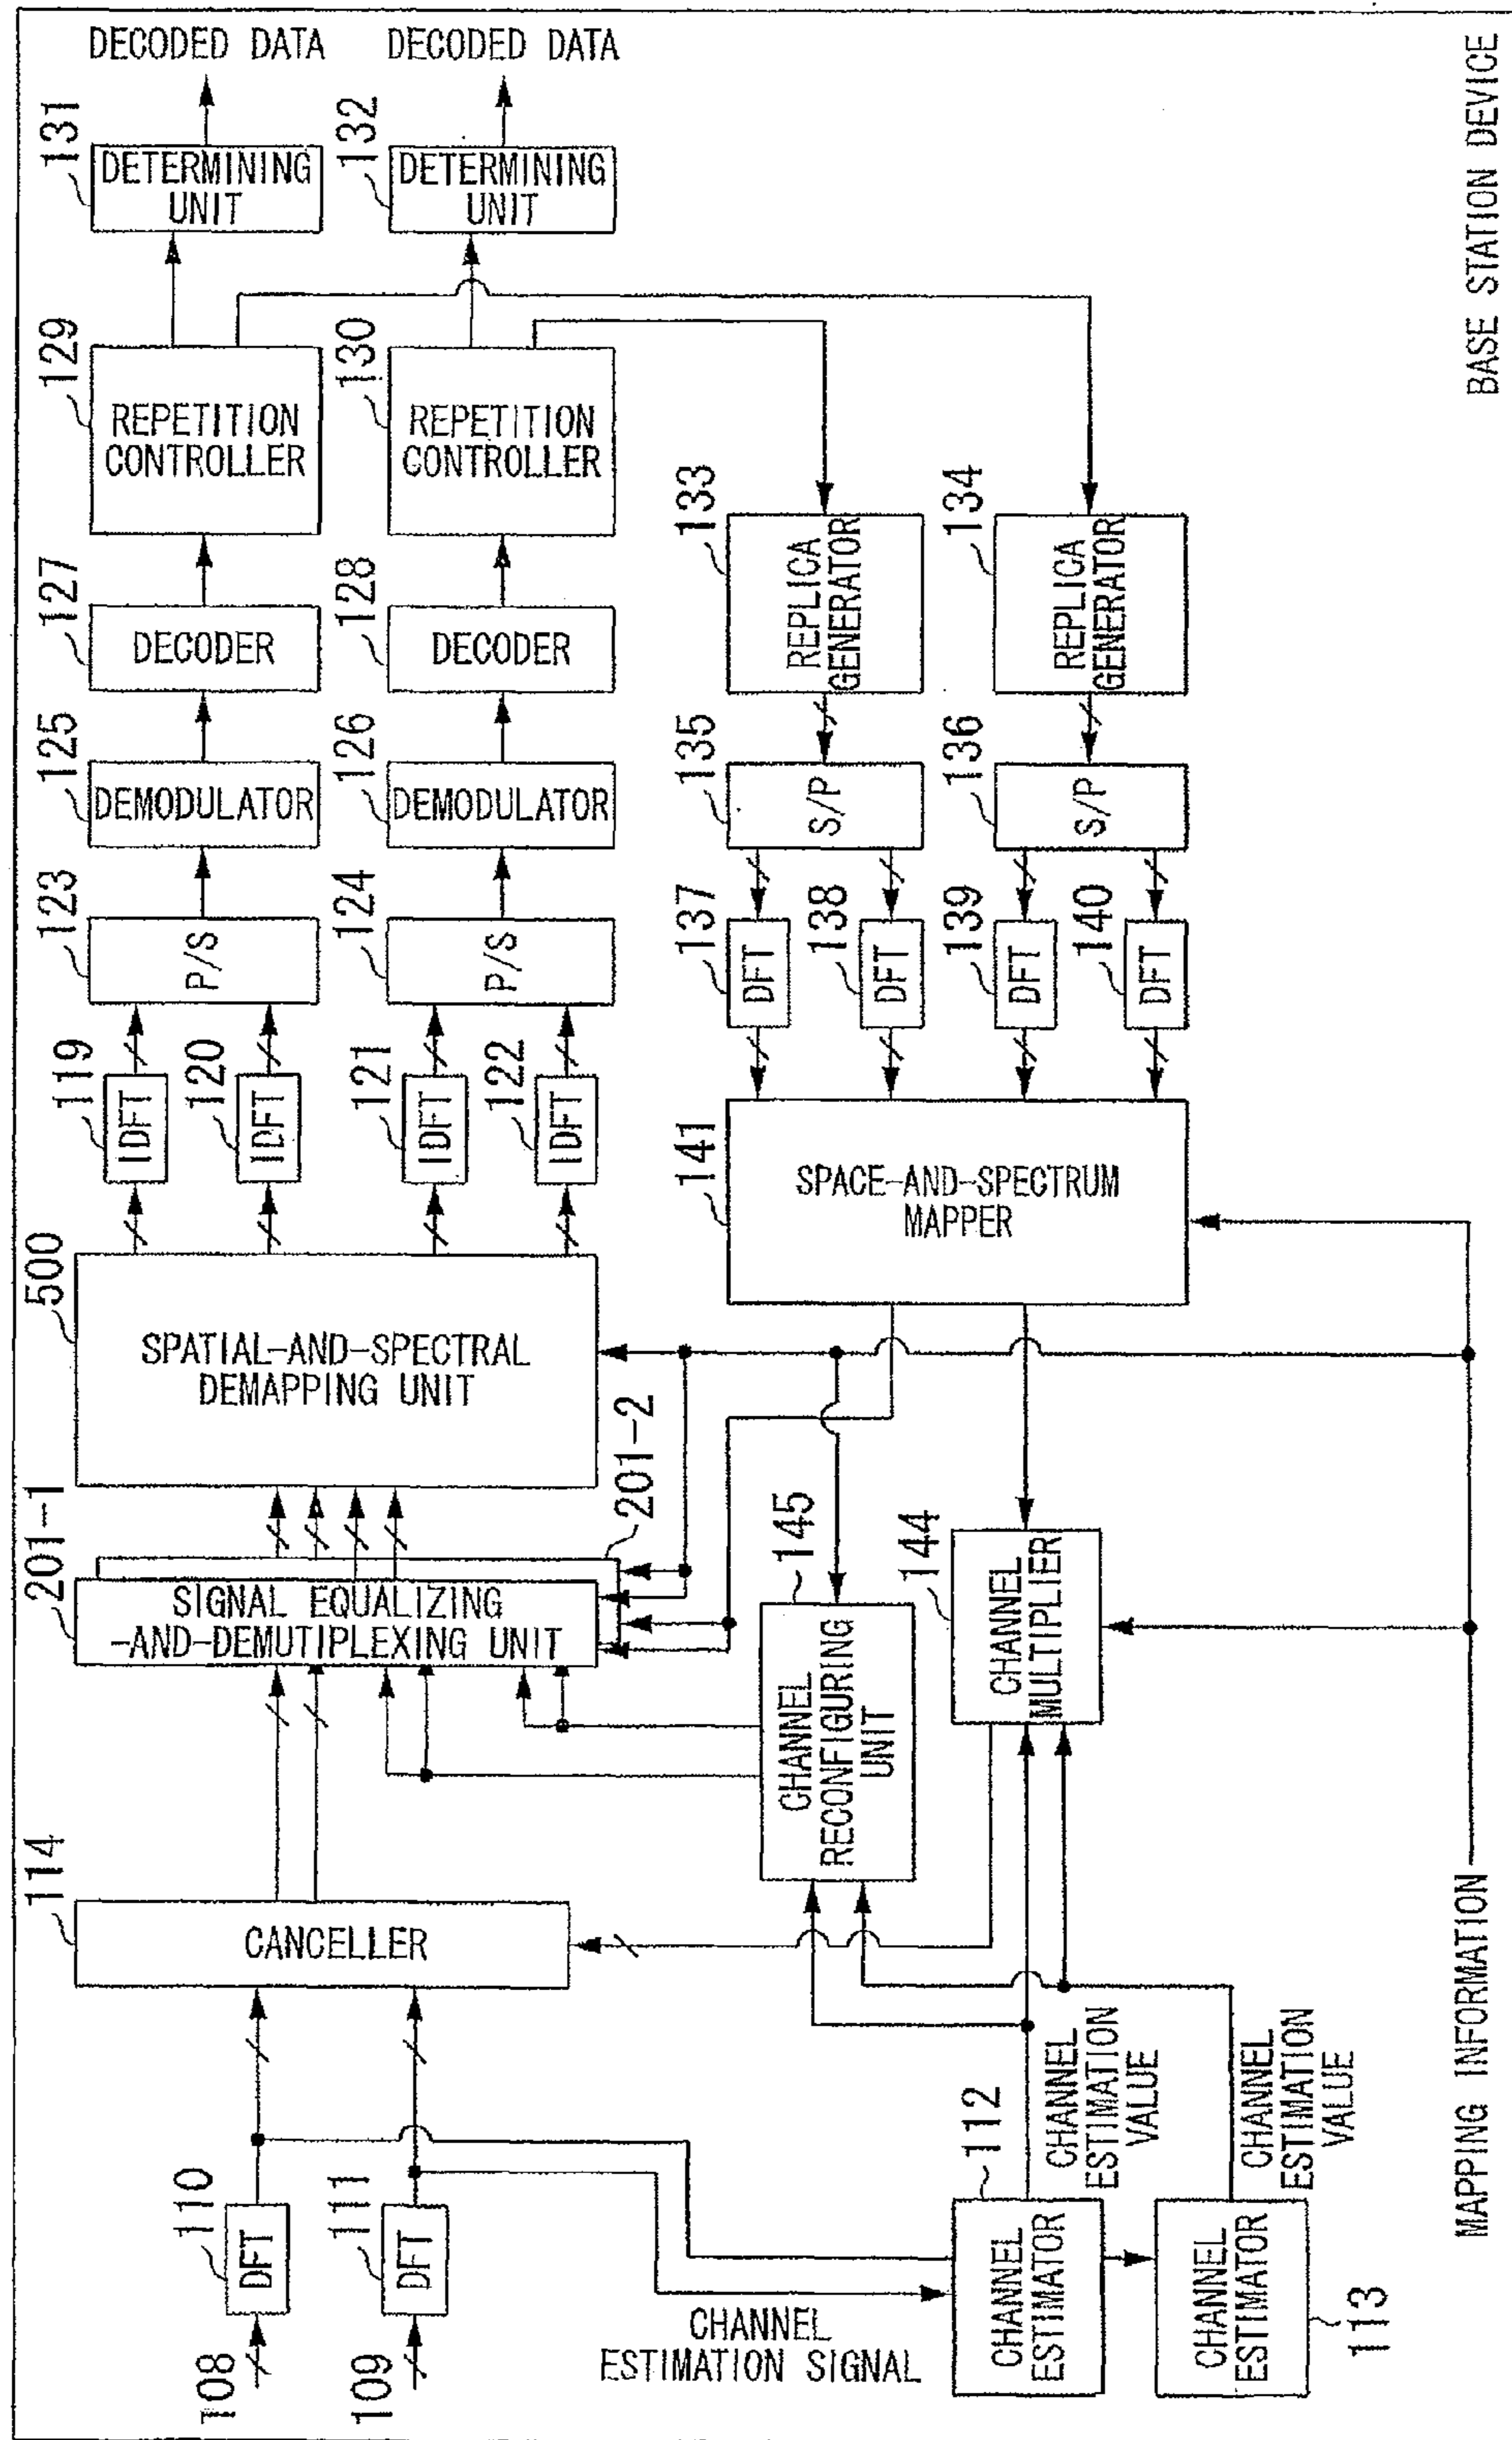 DECODED DATA
DECODED DATA
131
DETERMINING
UNIT
132
DETERMINING
UNIT
129
REPETITION
CONTROLLER
130
REPETITION
CONTROLLER
127
DECODER
128
DECODER
125
DEMODULATOR
126
DEMODULATOR
123
P/S
124
P/S
119
IDFT
120
IDFT
121
IDFT
122
IDFT
500
SPATIAL-AND-SPECTRAL
DEMAPPING UNIT
201-1
SIGNAL EQUALIZING
-AND-DEMUTIPLEXING UNIT
201-2
114
CANCELLER
110
DFT
111
DFT
108
109
133
REPLICA
GENERATOR
134
REPLICA
GENERATOR
135
S/P
136
S/P
137
DFT
138
DFT
139
DFT
140
DFT
141
SPACE-AND-SPECTRUM
MAPPER
145
CHANNEL
RECONFIGURING
UNIT
144
CHANNEL
MULTIPLIER
112
CHANNEL
ESTIMATOR
CHANNEL
ESTIMATION
VALUE
CHANNEL
ESTIMATOR
113
CHANNEL
ESTIMATION
VALUE
CHANNEL
ESTIMATION SIGNAL
MAPPING INFORMATION
BASE STATION DEVICE